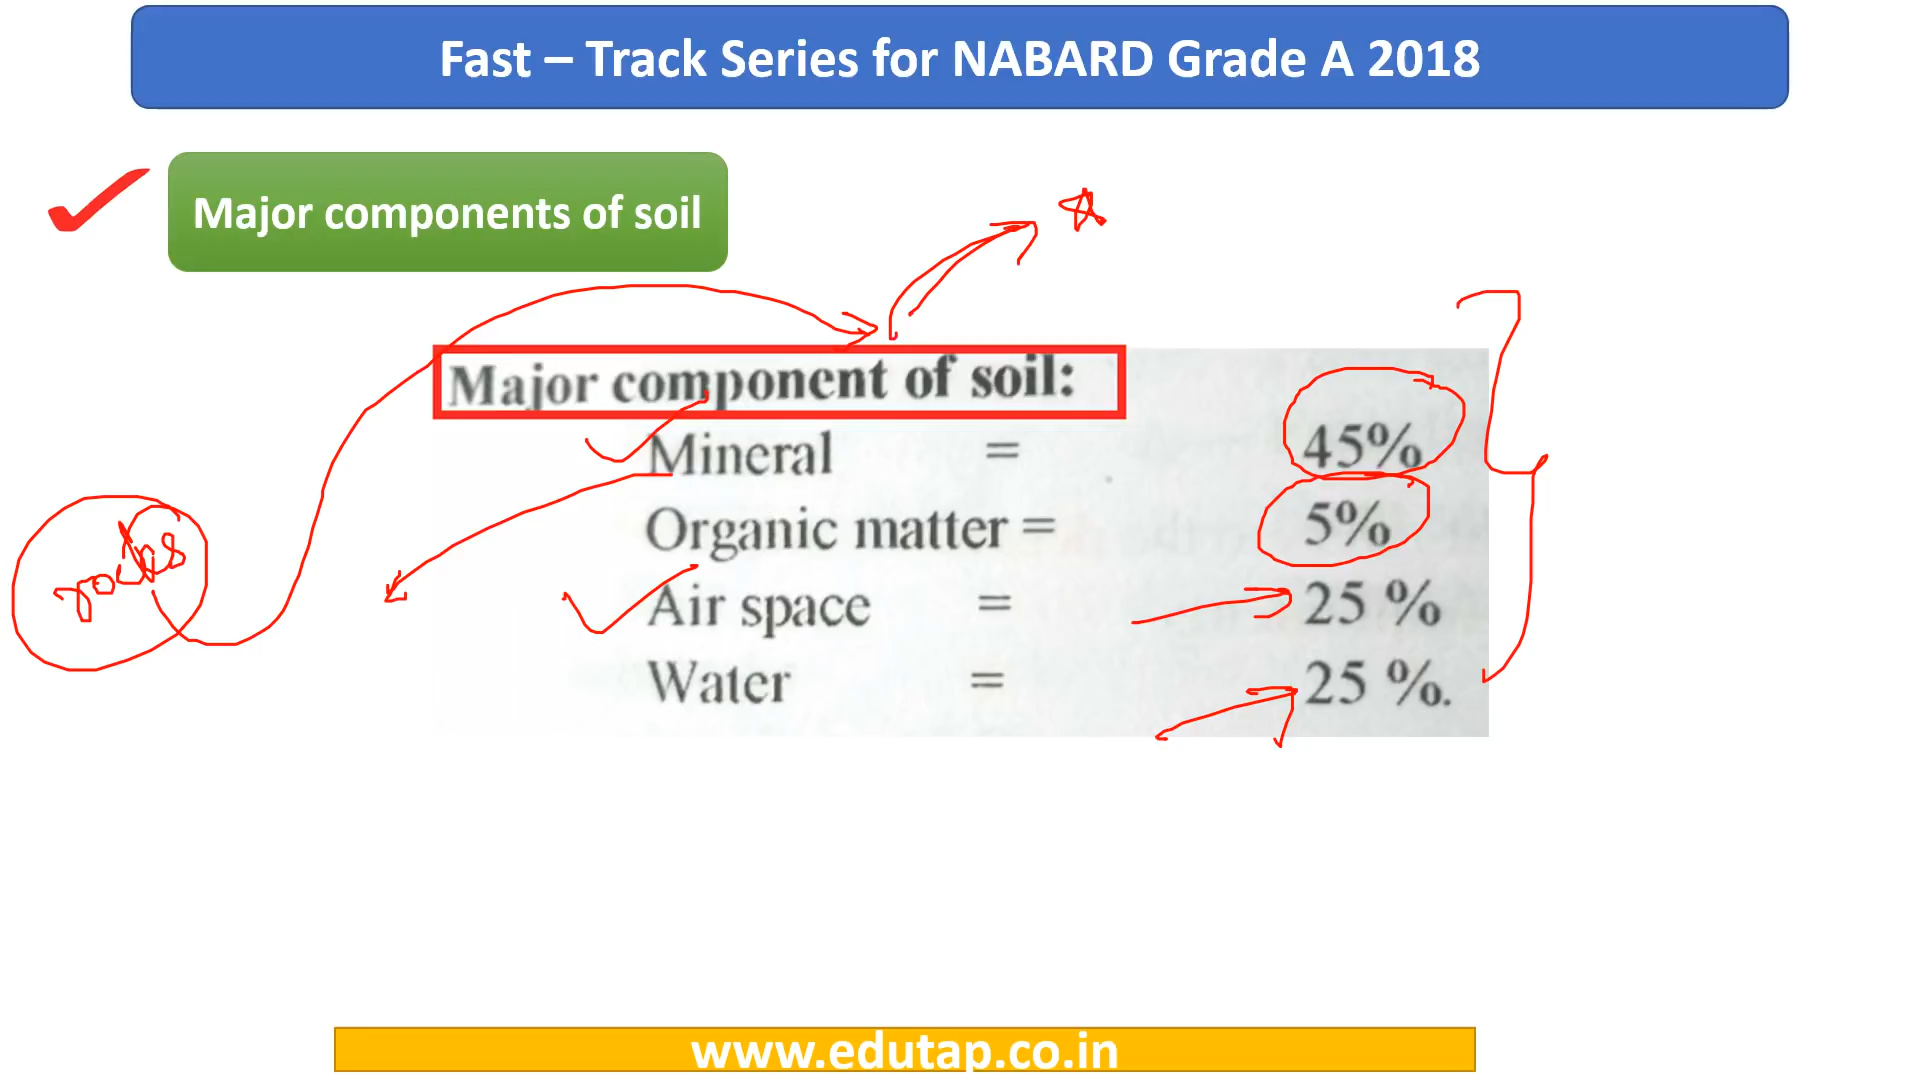 Fast – Track Series for NABARD Grade A 2018
Major components of soil
Major component of soil:
Mineral = 45%
Organic matter = 5%
Air space = 25 %
Water = 25 %.
rocks
www.edutap.co.in